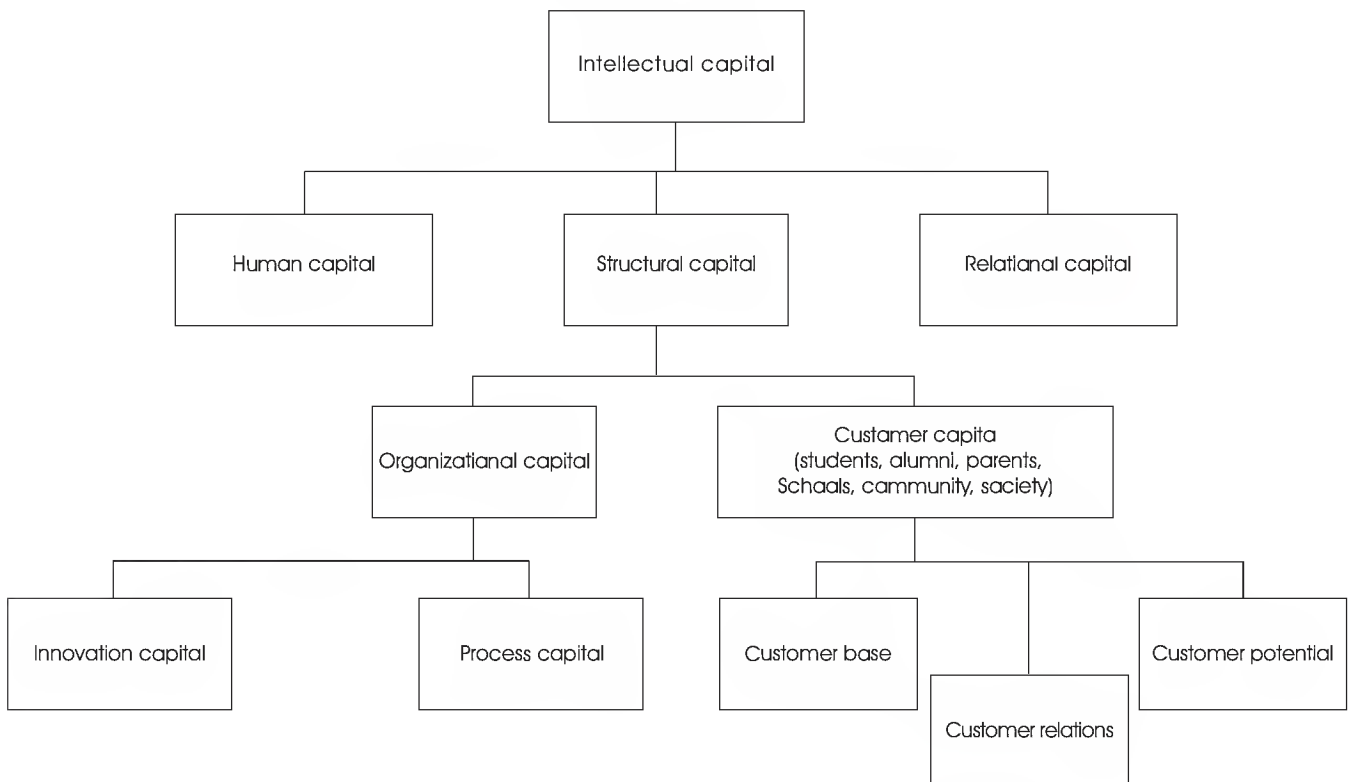 Intellectual capital
Human capital
Structural capital
Relatianal capital
Organizatianal capital
Custamer capita
(students, alumni, parents,
Schaals, cammunity, saciety)
Innovation capital
Process capital
Customer base
Customer potential
Customer relations